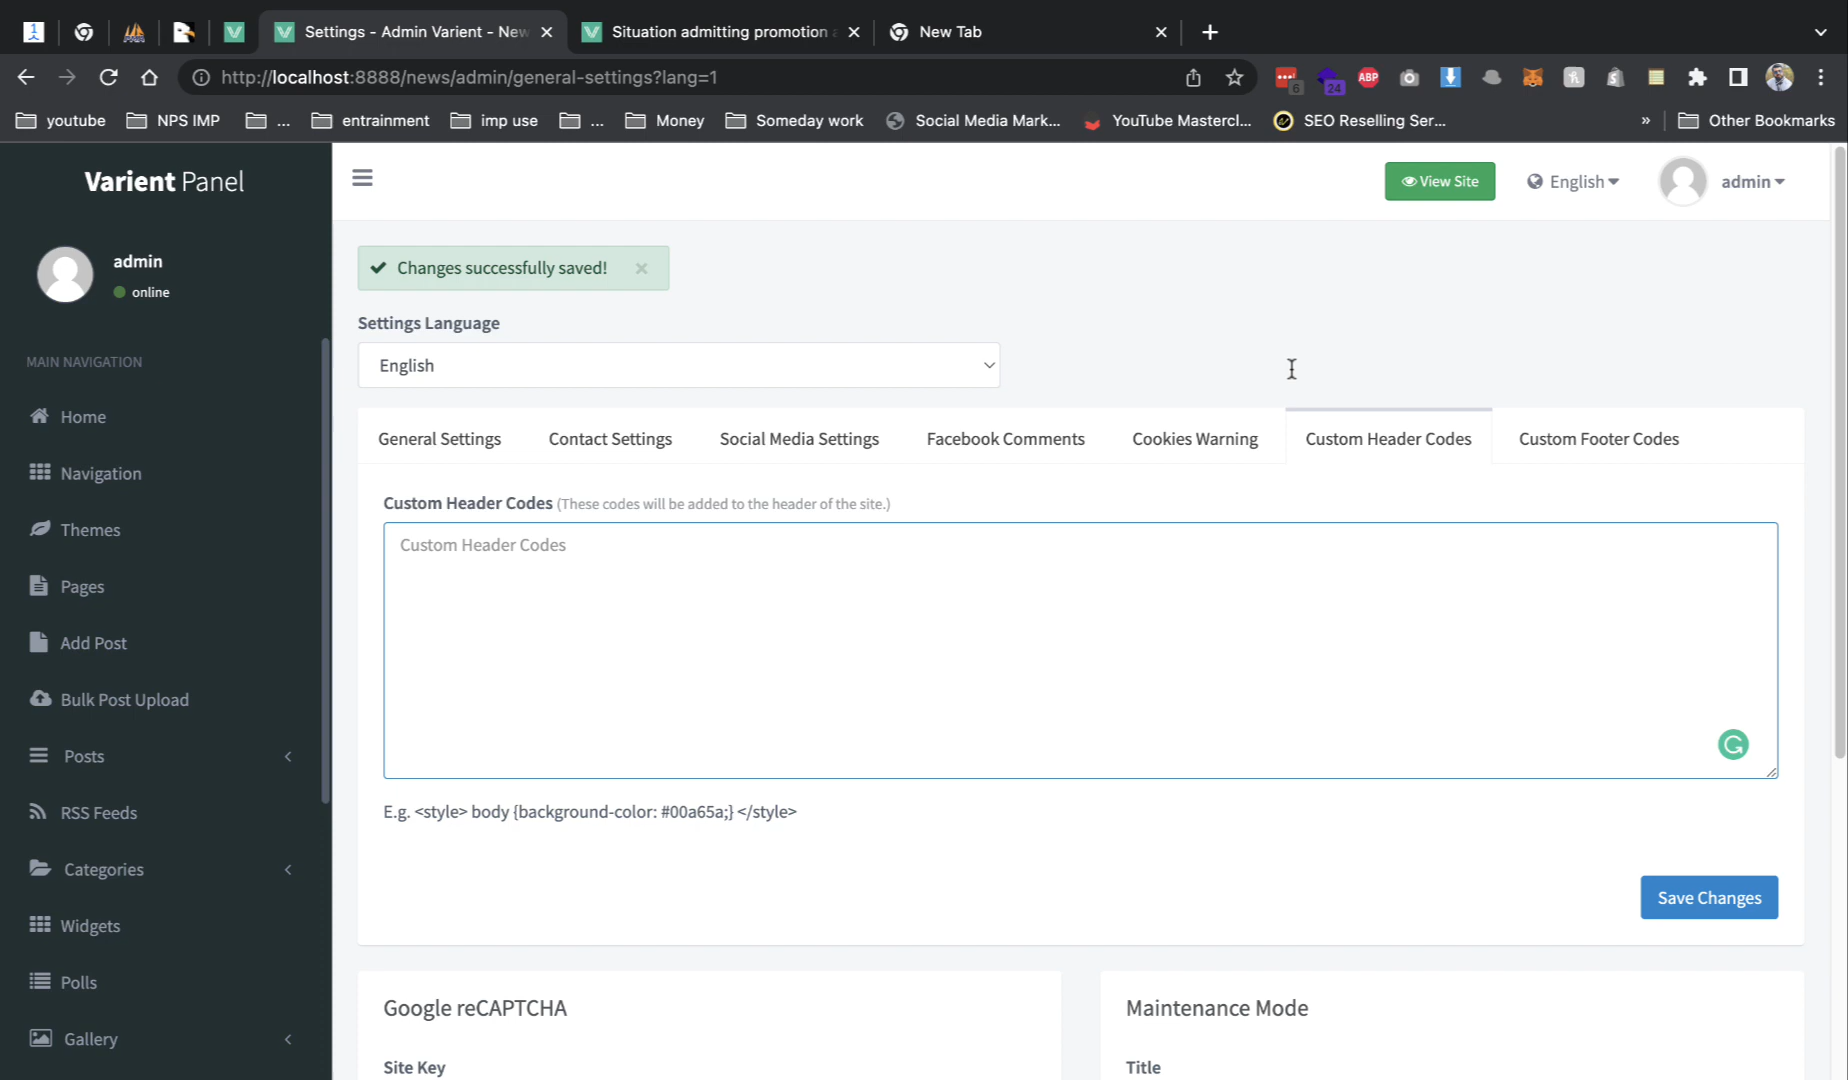 Settings - Admin Varient - New
Situation admitting promotion a
New Tab
http://localhost:8888/news/admin/general-settings?lang=1
6
24
ABP
youtube
NPS IMP
...
entrainment
imp use
...
Money
Someday work
Social Media Mark...
YouTube Mastercl...
SEO Reselling Ser...
»
Other Bookmarks
Varient Panel
View Site
English
admin
admin
online
Changes successfully saved!
Settings Language
English
MAIN NAVIGATION
Home
Navigation
Themes
Pages
Add Post
Bulk Post Upload
Posts
RSS Feeds
Categories
Widgets
Polls
Gallery
General Settings
Contact Settings
Social Media Settings
Facebook Comments
Cookies Warning
Custom Header Codes
Custom Footer Codes
Custom Header Codes (These codes will be added to the header of the site.)
Custom Header Codes
E.g. <style> body {background-color: #00a65a;} </style>
Save Changes
Google reCAPTCHA
Site Key
Maintenance Mode
Title